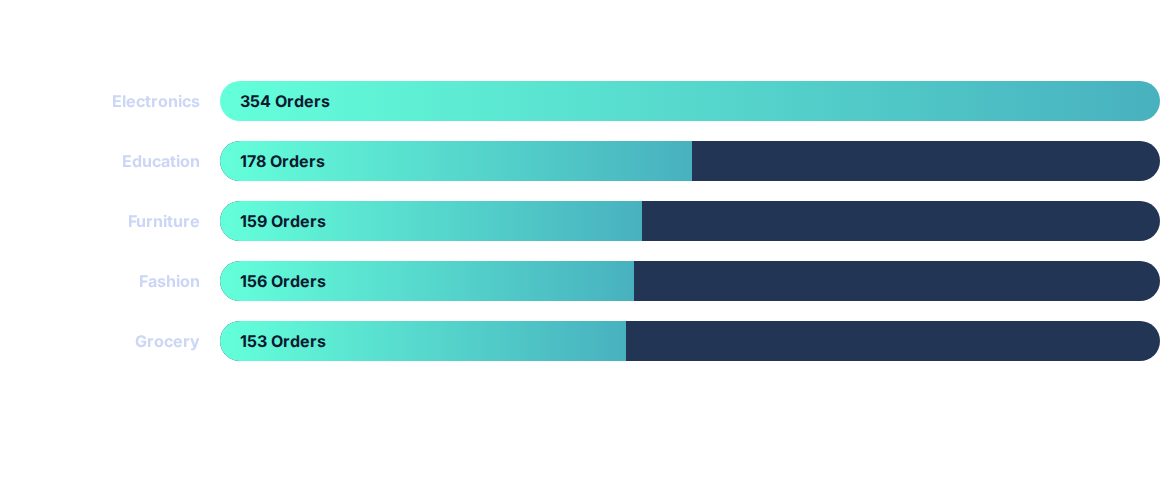 Electronics
354 Orders
Education
178 Orders
Furniture
159 Orders
Fashion
156 Orders
Grocery
153 Orders